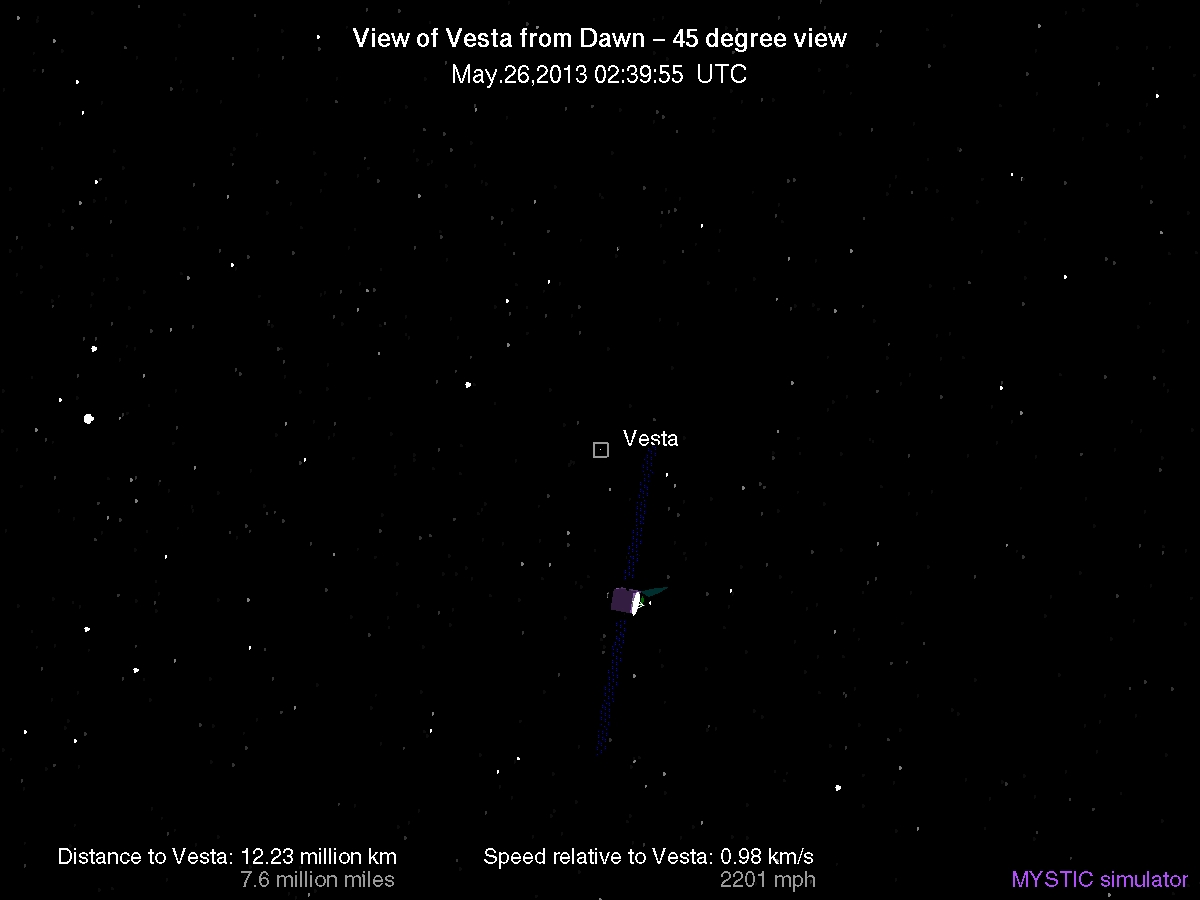 View of Vesta from Dawn – 45 degree view
May.26,2013 02:39:55 UTC
Vesta
Distance to Vesta: 12.23 million km
7.6 million miles
Speed relative to Vesta: 0.98 km/s
2201 mph
MYSTIC simulator